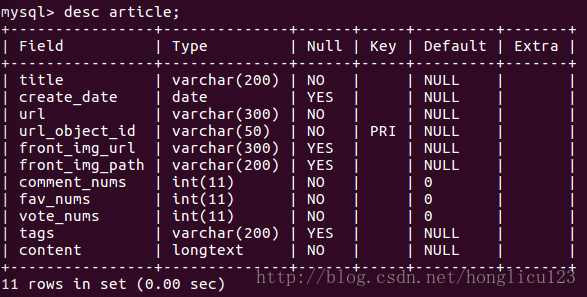 mysql> desc article;
+----------------+--------------+------+-----+---------+-------+
| Field          | Type         | Null | Key | Default | Extra |
+----------------+--------------+------+-----+---------+-------+
| title          | varchar(200) | NO   |     | NULL    |       |
| create_date    | date         | YES  |     | NULL    |       |
| url            | varchar(300) | NO   |     | NULL    |       |
| url_object_id  | varchar(50)  | NO   | PRI | NULL    |       |
| front_img_url  | varchar(300) | YES  |     | NULL    |       |
| front_img_path | varchar(200) | YES  |     | NULL    |       |
| comment_nums   | int(11)      | NO   |     | 0       |       |
| fav_nums       | int(11)      | NO   |     | 0       |       |
| vote_nums      | int(11)      | NO   |     | 0       |       |
| tags           | varchar(200) | YES  |     | NULL    |       |
| content        | longtext     | NO   |     | NULL    |       |
+----------------+--------------+------+-----+---------+-------+
11 rows in set (0.00 sec)
http://blog.csdn.net/honglicu123